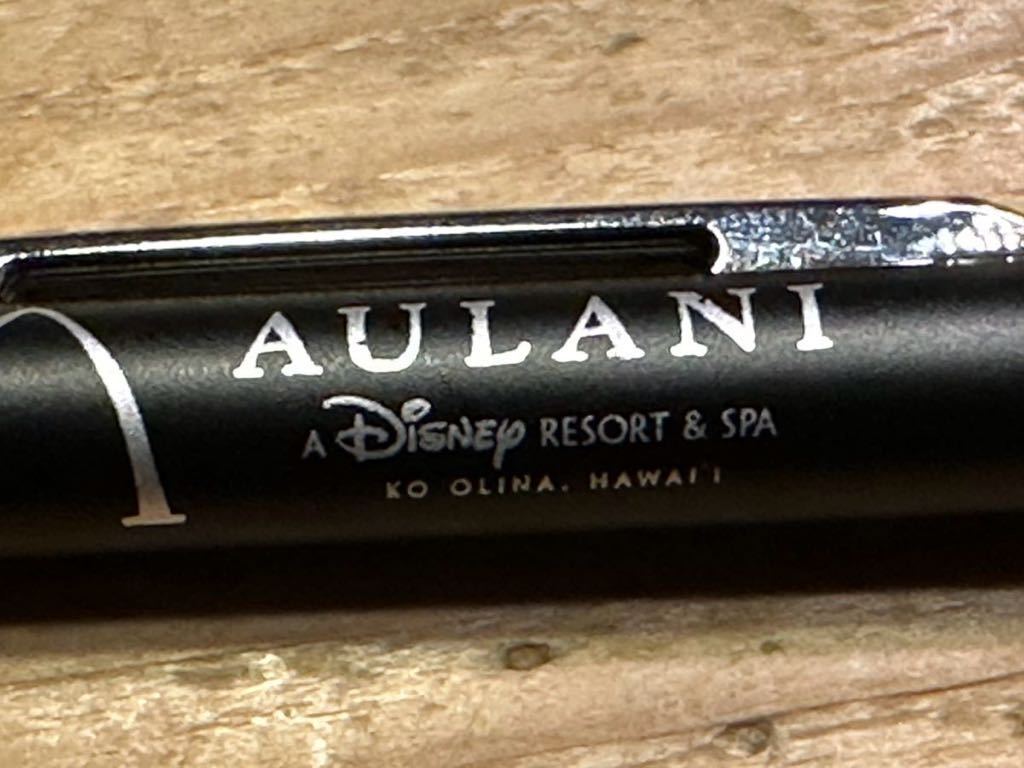 AULANI
A Disney RESORT & SPA
KO OLINA, HAWAI'I